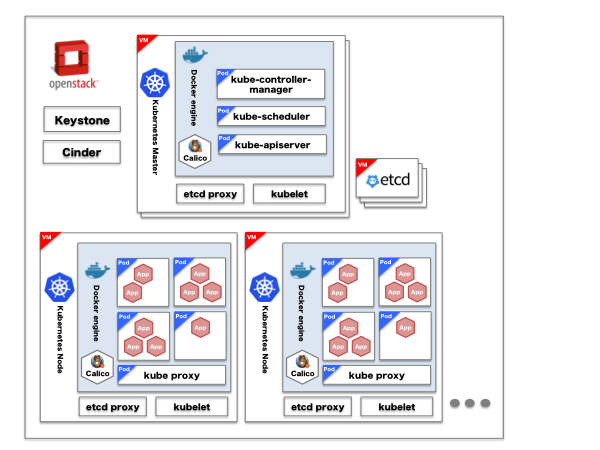 openstack™
Keystone
Cinder
VM
Kubernetes Master
Docker engine
Pod
kube-controller-
manager
Pod
kube-scheduler
Pod
kube-apiserver
Calico
etcd proxy
kubelet
VM
etcd
VM
Kubernetes Node
Docker engine
Pod
App
App
Pod
App
App
App
Pod
App
App
App
Pod
App
Calico
Pod
kube proxy
etcd proxy
kubelet
VM
Kubernetes Node
Docker engine
Pod
App
App
Pod
App
App
App
Pod
App
App
App
Pod
App
Calico
Pod
kube proxy
etcd proxy
kubelet